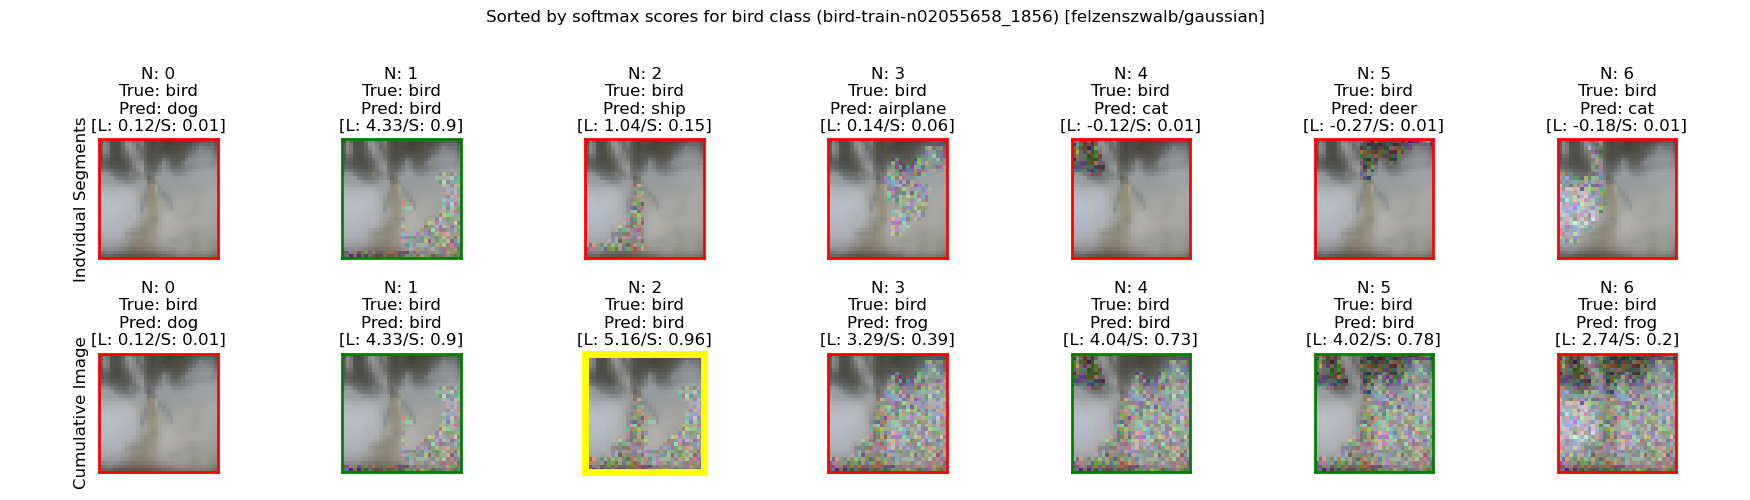 Sorted by softmax scores for bird class (bird-train-n02055658_1856) [felzenszwalb/gaussian]
Indvidual Segments
N: 0
True: bird
Pred: dog
[L: 0.12/S: 0.01]
N: 1
True: bird
Pred: bird
[L: 4.33/S: 0.9]
N: 2
True: bird
Pred: ship
[L: 1.04/S: 0.15]
N: 3
True: bird
Pred: airplane
[L: 0.14/S: 0.06]
N: 4
True: bird
Pred: cat
[L: -0.12/S: 0.01]
N: 5
True: bird
Pred: deer
[L: -0.27/S: 0.01]
N: 6
True: bird
Pred: cat
[L: -0.18/S: 0.01]
Cumulative Image
N: 0
True: bird
Pred: dog
[L: 0.12/S: 0.01]
N: 1
True: bird
Pred: bird
[L: 4.33/S: 0.9]
N: 2
True: bird
Pred: bird
[L: 5.16/S: 0.96]
N: 3
True: bird
Pred: frog
[L: 3.29/S: 0.39]
N: 4
True: bird
Pred: bird
[L: 4.04/S: 0.73]
N: 5
True: bird
Pred: bird
[L: 4.02/S: 0.78]
N: 6
True: bird
Pred: frog
[L: 2.74/S: 0.2]